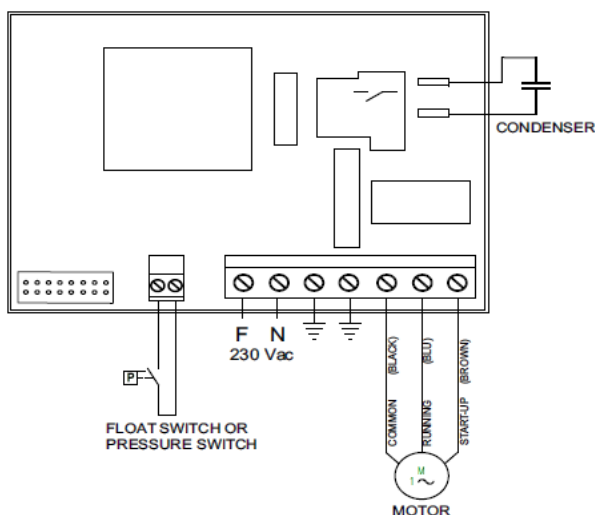 CONDENSER
F N
230 Vac
P
FLOAT SWITCH OR
PRESSURE SWITCH
COMMON (BLACK)
RUNNING (BLU)
START-UP (BROWN)
M
1
MOTOR